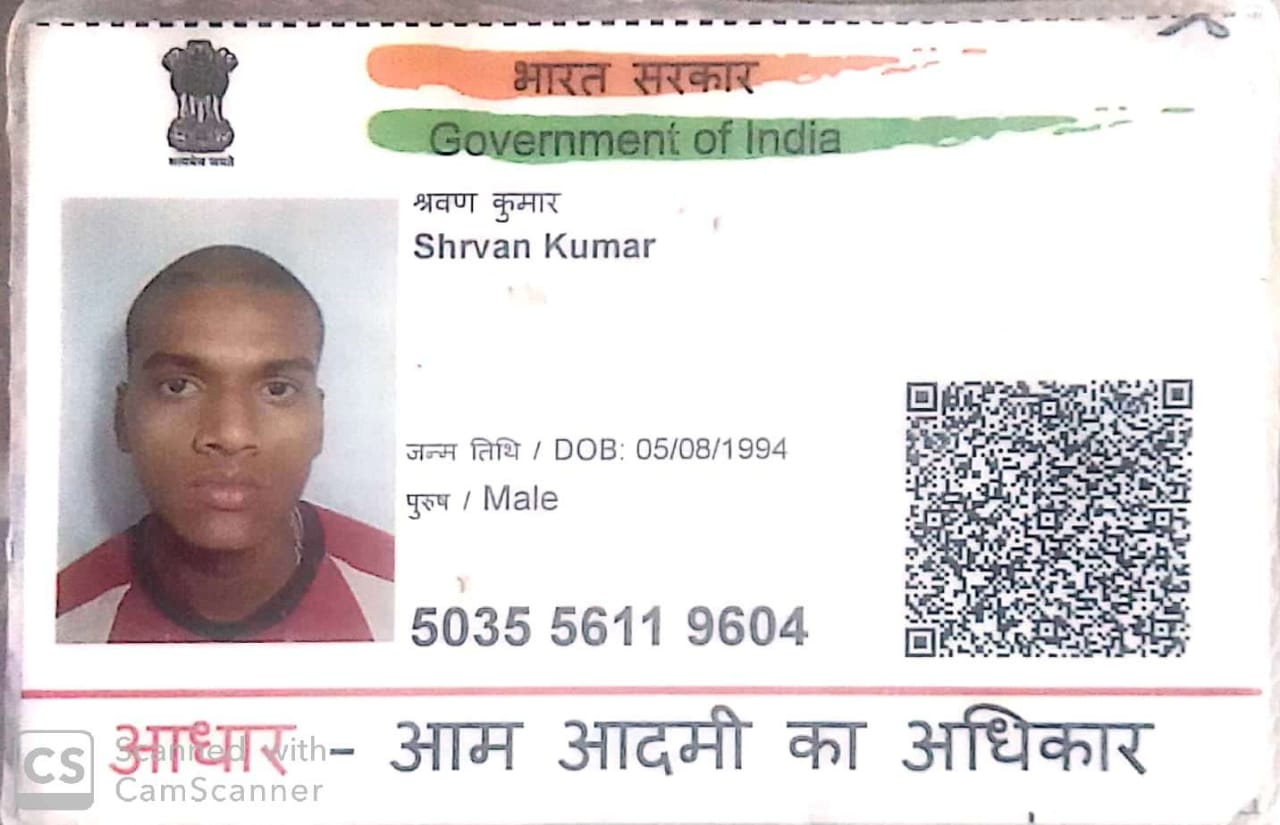 भारत सरकार
Government of India
सत्यमेव जयते
श्रवण कुमार
Shrvan Kumar
जन्म तिथि / DOB: 05/08/1994
पुरुष / Male
5035 5611 9604
आधार - आम आदमी का अधिकार
CS Scanned with
CamScanner